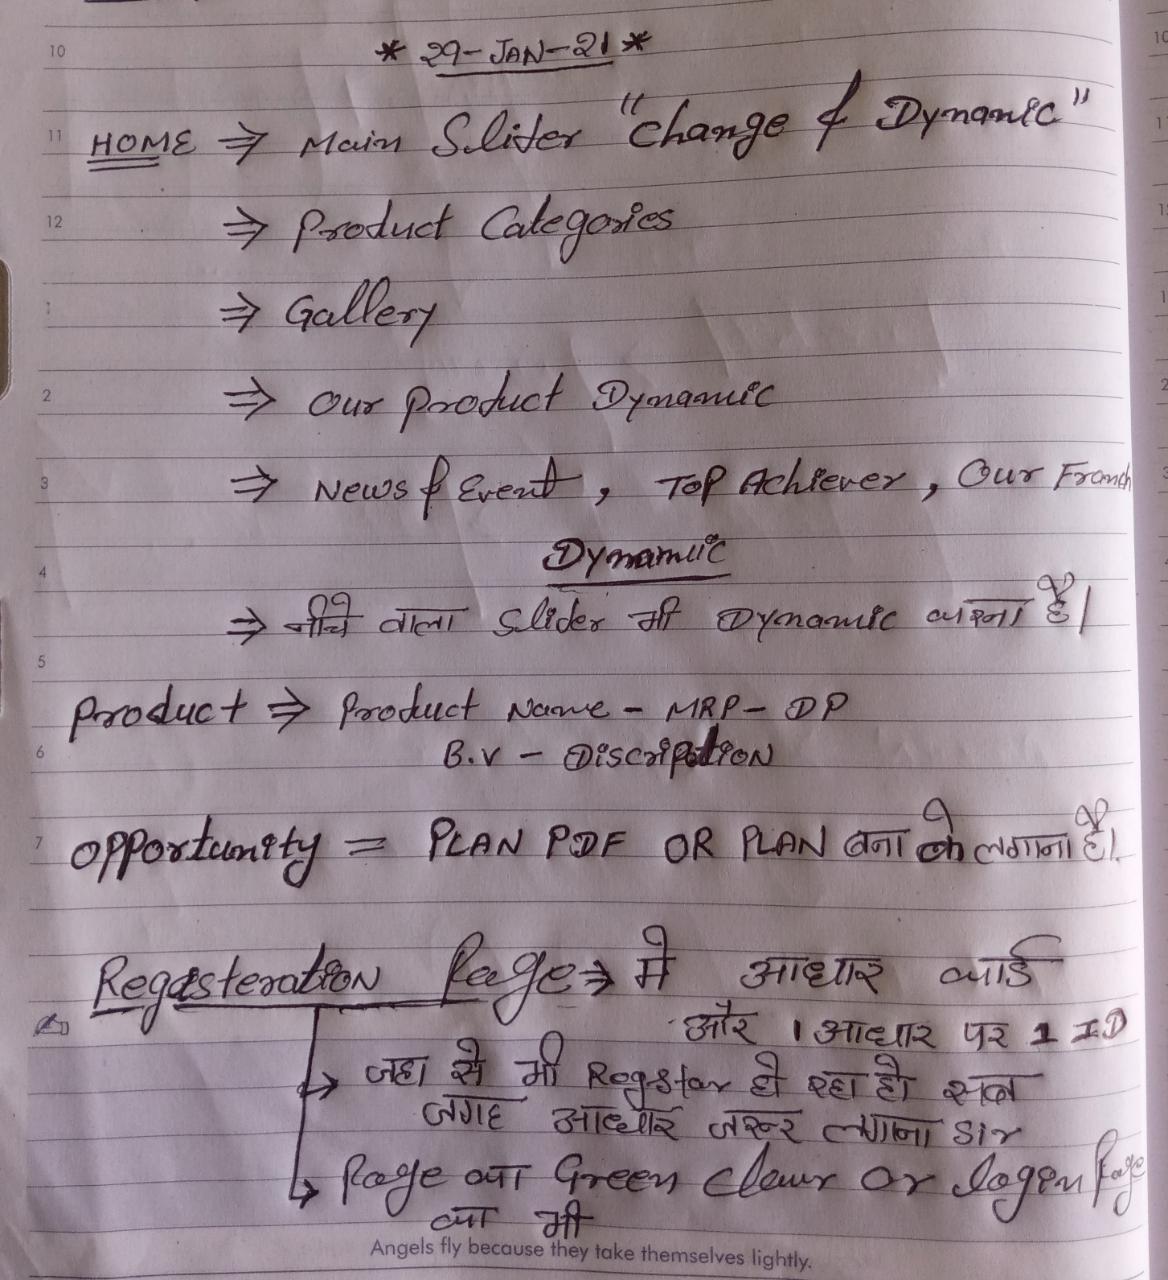 10
* 29-JAN-21 *
11 HOME ⇒ Main Sliter "Change & Dynamic"
12 ⇒ Product Categories
1 ⇒ Gallery
2 ⇒ Our Product Dynamic
3 ⇒ News & Event, TOP Achiever, Our Franch
Dynamic
4
⇒ नीचे वाला Slider भी Dynamic करना है।
5
Product ⇒ Product Name - MRP - DP
6 B.V - Discription
7 Opportunity = PLAN PDF OR PLAN बना के लगाना है।
Registeration Page ⇒ मे आधार कार्ड
और 1 आधार पर 1 ID
→ जहा से भी Regstar हो रहा हो सब
जगह आधार जरूर लगाना Sir
→ Page का Green clour or logen Page
का भी
Angels fly because they take themselves lightly.